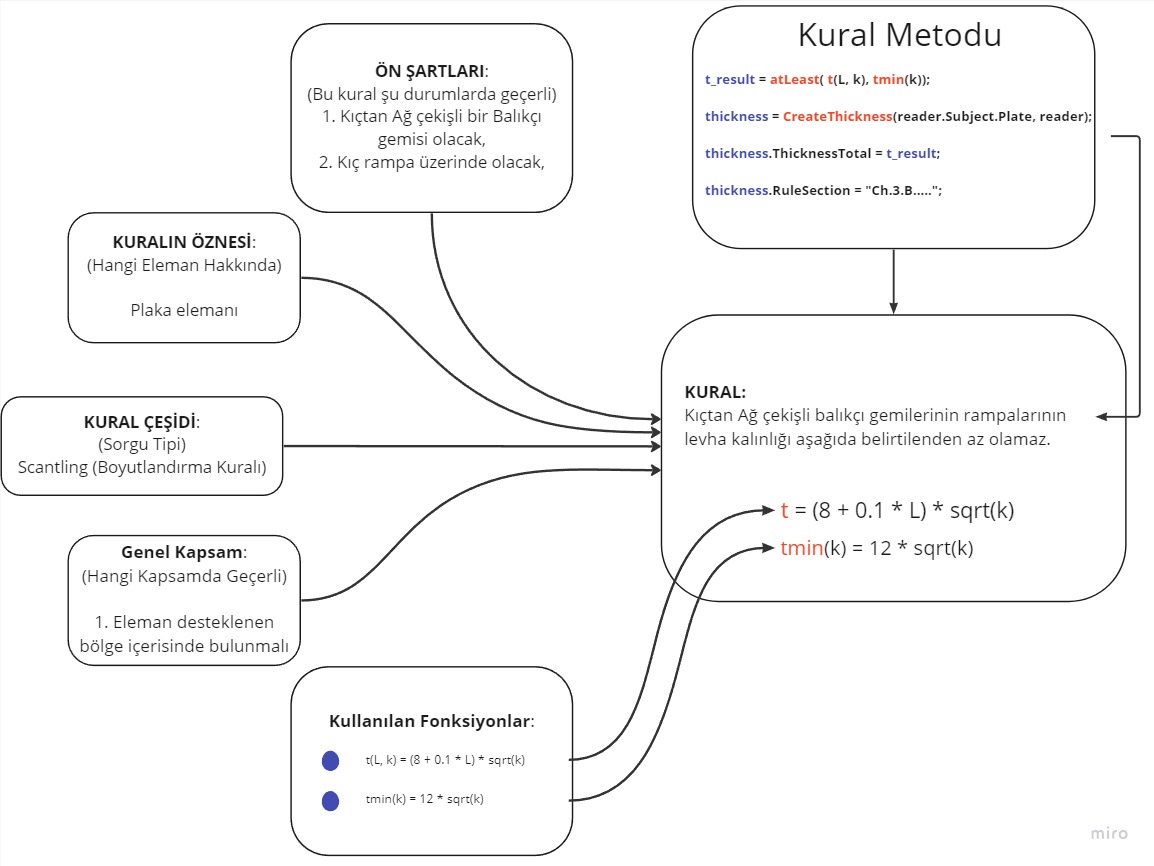 ÖN ŞARTLARI:
(Bu kural şu durumlarda geçerli)
1. Kıçtan Ağ çekişli bir Balıkçı
gemisi olacak,
2. Kıç rampa üzerinde olacak,
Kural Metodu
t_result = atLeast( t(L, k), tmin(k));
thickness = CreateThickness(reader.Subject.Plate, reader);
thickness.ThicknessTotal = t_result;
thickness.RuleSection = "Ch.3.B.....";
KURALIN ÖZNESİ:
(Hangi Eleman Hakkında)
Plaka elemanı
KURAL ÇEŞİDİ:
(Sorgu Tipi)
Scantling (Boyutlandırma Kuralı)
Genel Kapsam:
(Hangi Kapsamda Geçerli)
1. Eleman desteklenen
bölge içerisinde bulunmalı
KURAL:
Kıçtan Ağ çekişli balıkçı gemilerinin rampalarının
levha kalınlığı aşağıda belirtilenden az olamaz.
t = (8 + 0.1 * L) * sqrt(k)
tmin(k) = 12 * sqrt(k)
Kullanılan Fonksiyonlar:
t(L, k) = (8 + 0.1 * L) * sqrt(k)
tmin(k) = 12 * sqrt(k)
miro